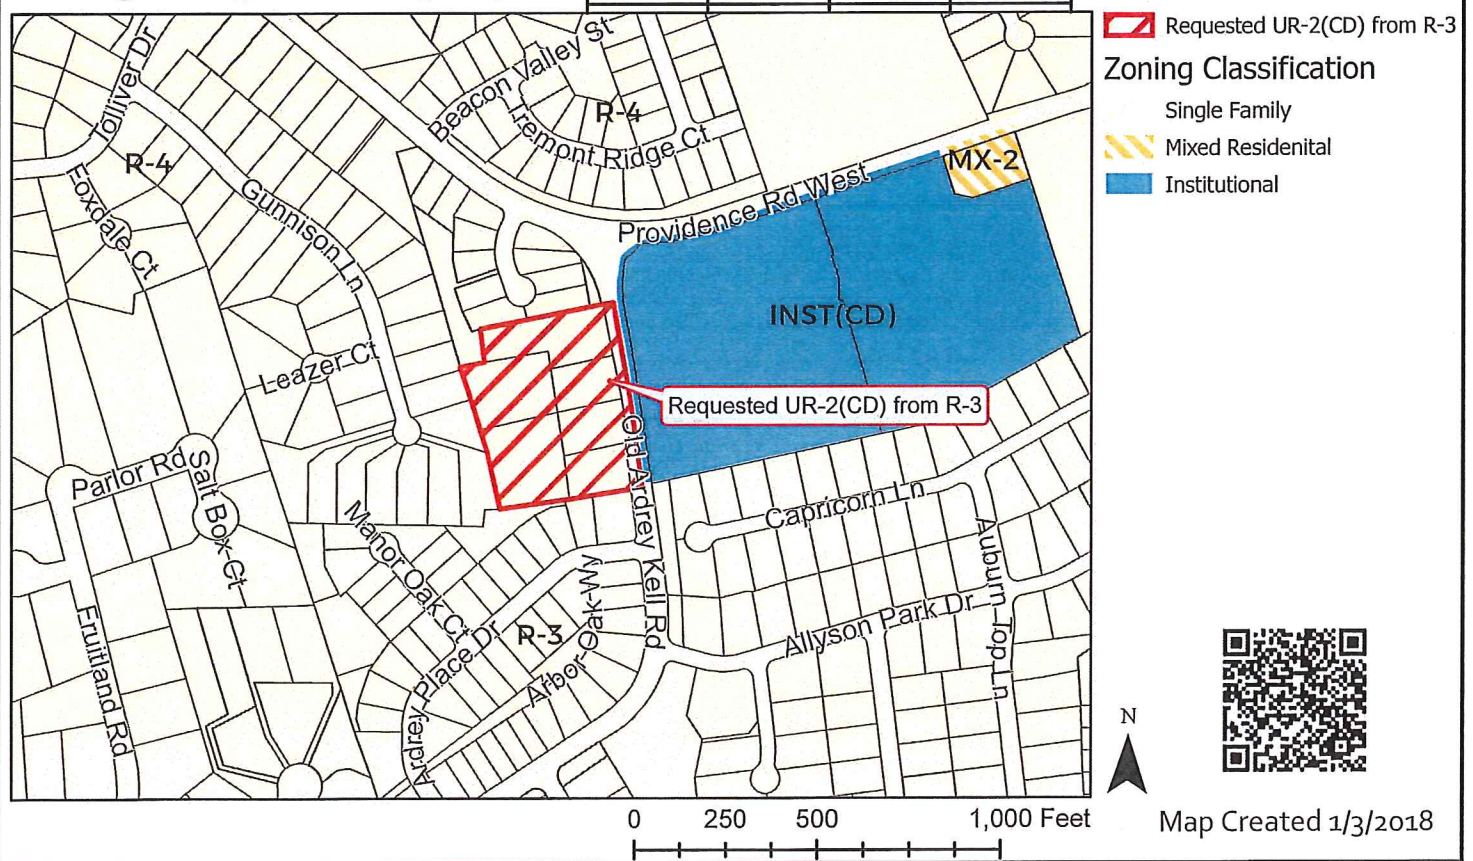 Requested UR-2(CD) from R-3
Zoning Classification
Single Family
Mixed Residenital
Institutional
Tolliver Dr
Beacon Valley St
R-4
Tremont Ridge Ct
R-4
Foxdale Ct
Gunnison Ln
Providence Rd West
MX-2
INST(CD)
Leazer Ct
Requested UR-2(CD) from R-3
Old Ardrey Kell Rd
Parlor Rd
Salt Box Ct
Capricorn Ln
Manor Oak Ct
Auburn Top Ln
Arbor Oak Wy
R-3
Allyson Park Dr
Fruitland Rd
Ardrey Place Dr
N
0 250 500 1,000 Feet
Map Created 1/3/2018